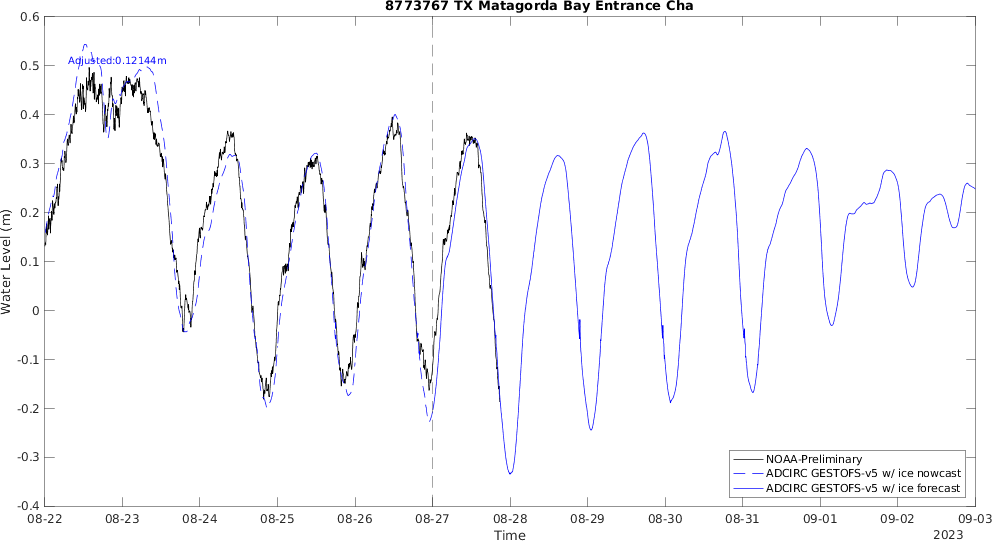 8773767 TX Matagorda Bay Entrance Cha
Adjusted:0.12144m
Water Level (m)
0.6
0.5
0.4
0.3
0.2
0.1
0
-0.1
-0.2
-0.3
-0.4
NOAA-Preliminary
ADCIRC GESTOFS-v5 w/ ice nowcast
ADCIRC GESTOFS-v5 w/ ice forecast
08-22 08-23 08-24 08-25 08-26 08-27 08-28 08-29 08-30 08-31 09-01 09-02 09-03
Time
2023